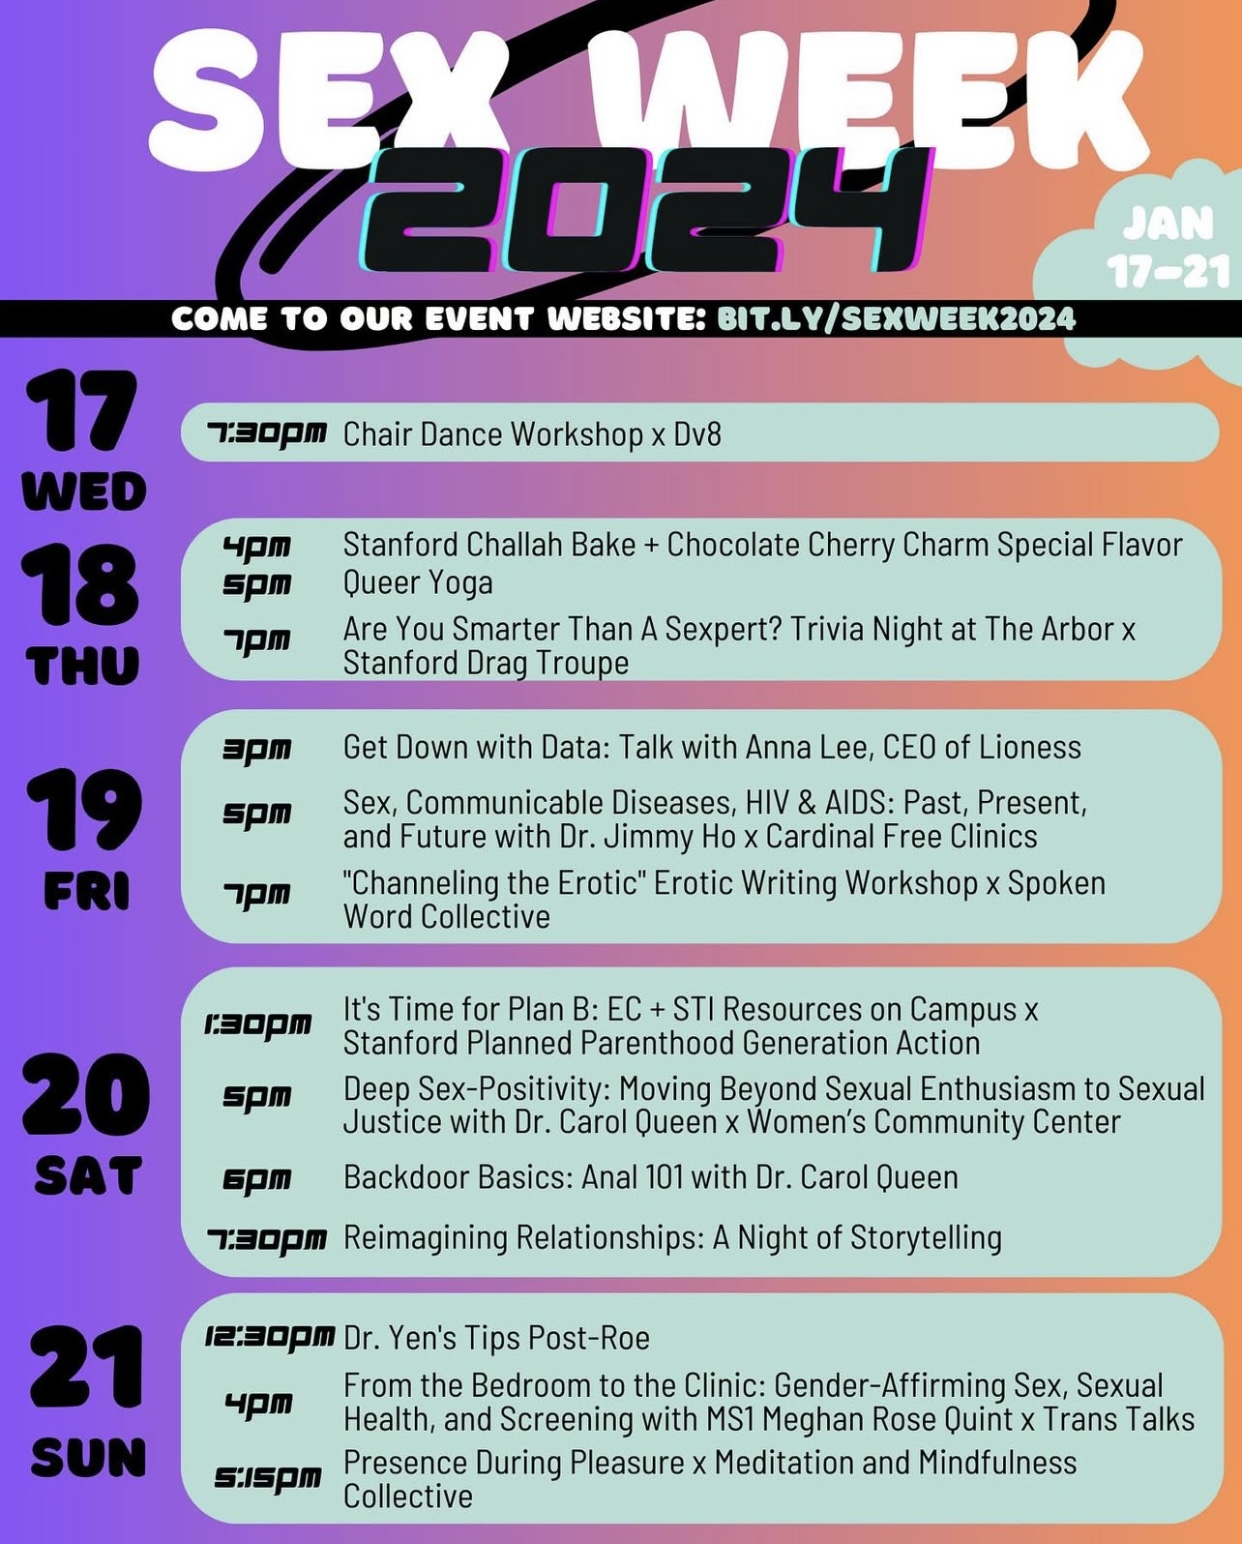 SEX WEEK
2024
JAN
17-21
COME TO OUR EVENT WEBSITE: BIT.LY/SEXWEEK2024
17
WED
7:30pm Chair Dance Workshop x Dv8
18
THU
4pm Stanford Challah Bake + Chocolate Cherry Charm Special Flavor
5pm Queer Yoga
7pm Are You Smarter Than A Sexpert? Trivia Night at The Arbor x
Stanford Drag Troupe
19
FRI
3pm Get Down with Data: Talk with Anna Lee, CEO of Lioness
5pm Sex, Communicable Diseases, HIV & AIDS: Past, Present,
and Future with Dr. Jimmy Ho x Cardinal Free Clinics
7pm "Channeling the Erotic" Erotic Writing Workshop x Spoken
Word Collective
20
SAT
1:30pm It's Time for Plan B: EC + STI Resources on Campus x
Stanford Planned Parenthood Generation Action
5pm Deep Sex-Positivity: Moving Beyond Sexual Enthusiasm to Sexual
Justice with Dr. Carol Queen x Women’s Community Center
6pm Backdoor Basics: Anal 101 with Dr. Carol Queen
7:30pm Reimagining Relationships: A Night of Storytelling
21
SUN
12:30pm Dr. Yen's Tips Post-Roe
4pm From the Bedroom to the Clinic: Gender-Affirming Sex, Sexual
Health, and Screening with MS1 Meghan Rose Quint x Trans Talks
5:15pm Presence During Pleasure x Meditation and Mindfulness
Collective